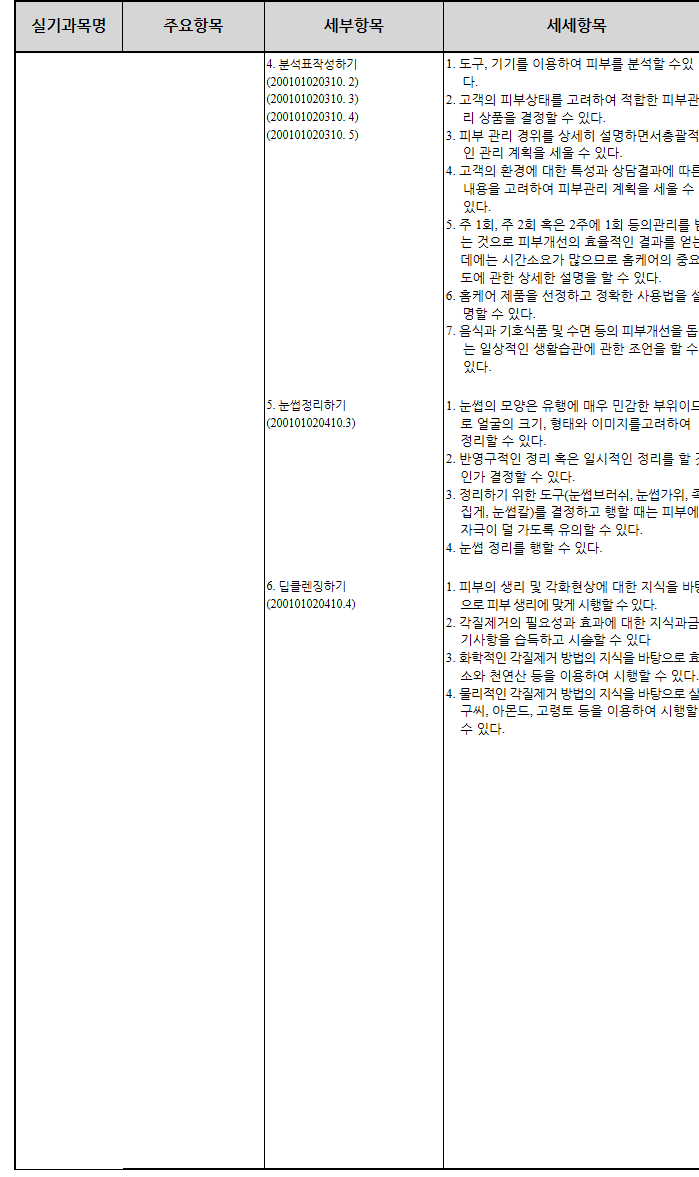 실기과목명 주요항목 세부항목 세세항목
4. 분석표작성하기
(200101020310. 2)
(200101020310. 3)
(200101020310. 4)
(200101020310. 5)
1. 도구, 기기를 이용하여 피부를 분석할 수있
다.
2. 고객의 피부상태를 고려하여 적합한 피부관
리 상품을 결정할 수 있다.
3. 피부 관리 경위를 상세히 설명하면서총괄적
인 관리 계획을 세울 수 있다.
4. 고객의 환경에 대한 특성과 상담결과에 따른
내용을 고려하여 피부관리 계획을 세울 수
있다.
5. 주 1회, 주 2회 혹은 2주에 1회 등의관리를
는 것으로 피부개선의 효율적인 결과를 얻는
데에는 시간소요가 많으므로 홈케어의 중요
도에 관한 상세한 설명을 할 수 있다.
6. 홈케어 제품을 선정하고 정확한 사용법을 설
명할 수 있다.
7. 음식과 기호식품 및 수면 등의 피부개선을 돕
는 일상적인 생활습관에 관한 조언을 할 수
있다.
5. 눈썹정리하기
(200101020410.3)
1. 눈썹의 모양은 유행에 매우 민감한 부위이므
로 얼굴의 크기, 형태와 이미지를고려하여
정리할 수 있다.
2. 반영구적인 정리 혹은 일시적인 정리를 할
인가 결정할 수 있다.
3. 정리하기 위한 도구(눈썹브러쉬, 눈썹가위, 족
집게, 눈썹칼)를 결정하고 행할 때는 피부에
자극이 덜 가도록 유의할 수 있다.
4. 눈썹 정리를 행할 수 있다.
6. 딥클렌징하기
(200101020410.4)
1. 피부의 생리 및 각화현상에 대한 지식을 바탕
으로 피부 생리에 맞게 시행할 수 있다.
2. 각질제거의 필요성과 효과에 대한 지식과금
기사항을 습득하고 시술할 수 있다
3. 화학적인 각질제거 방법의 지식을 바탕으로 효
소와 천연산 등을 이용하여 시행할 수 있다.
4. 물리적인 각질제거 방법의 지식을 바탕으로 살
구씨, 아몬드, 고령토 등을 이용하여 시행할
수 있다.